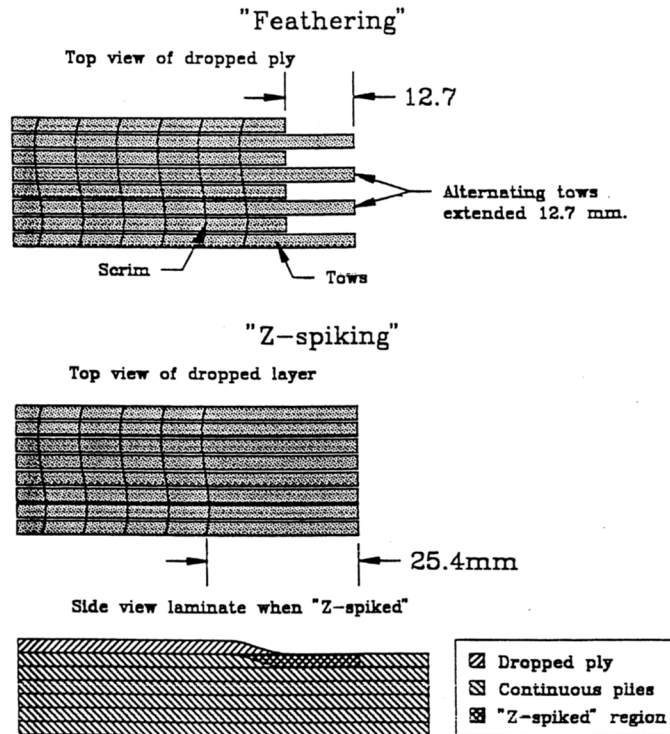 "Feathering"
Top view of dropped ply
12.7
Alternating tows
extended 12.7 mm.
Scrim
Tows
"Z-spiking"
Top view of dropped layer
25.4mm
Side view laminate when "Z-spiked"
Dropped ply
Continuous plies
"Z-spiked" region